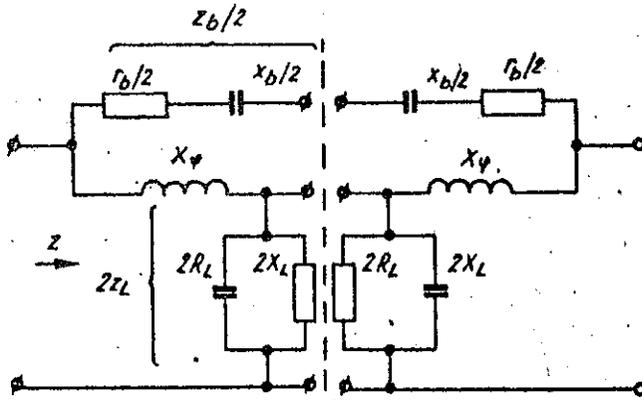 z_b/2
r_b/2 x_b/2 x_b/2 r_b/2
X_φ X_φ
z 2z_L 2R_L 2X_L 2R_L 2X_L